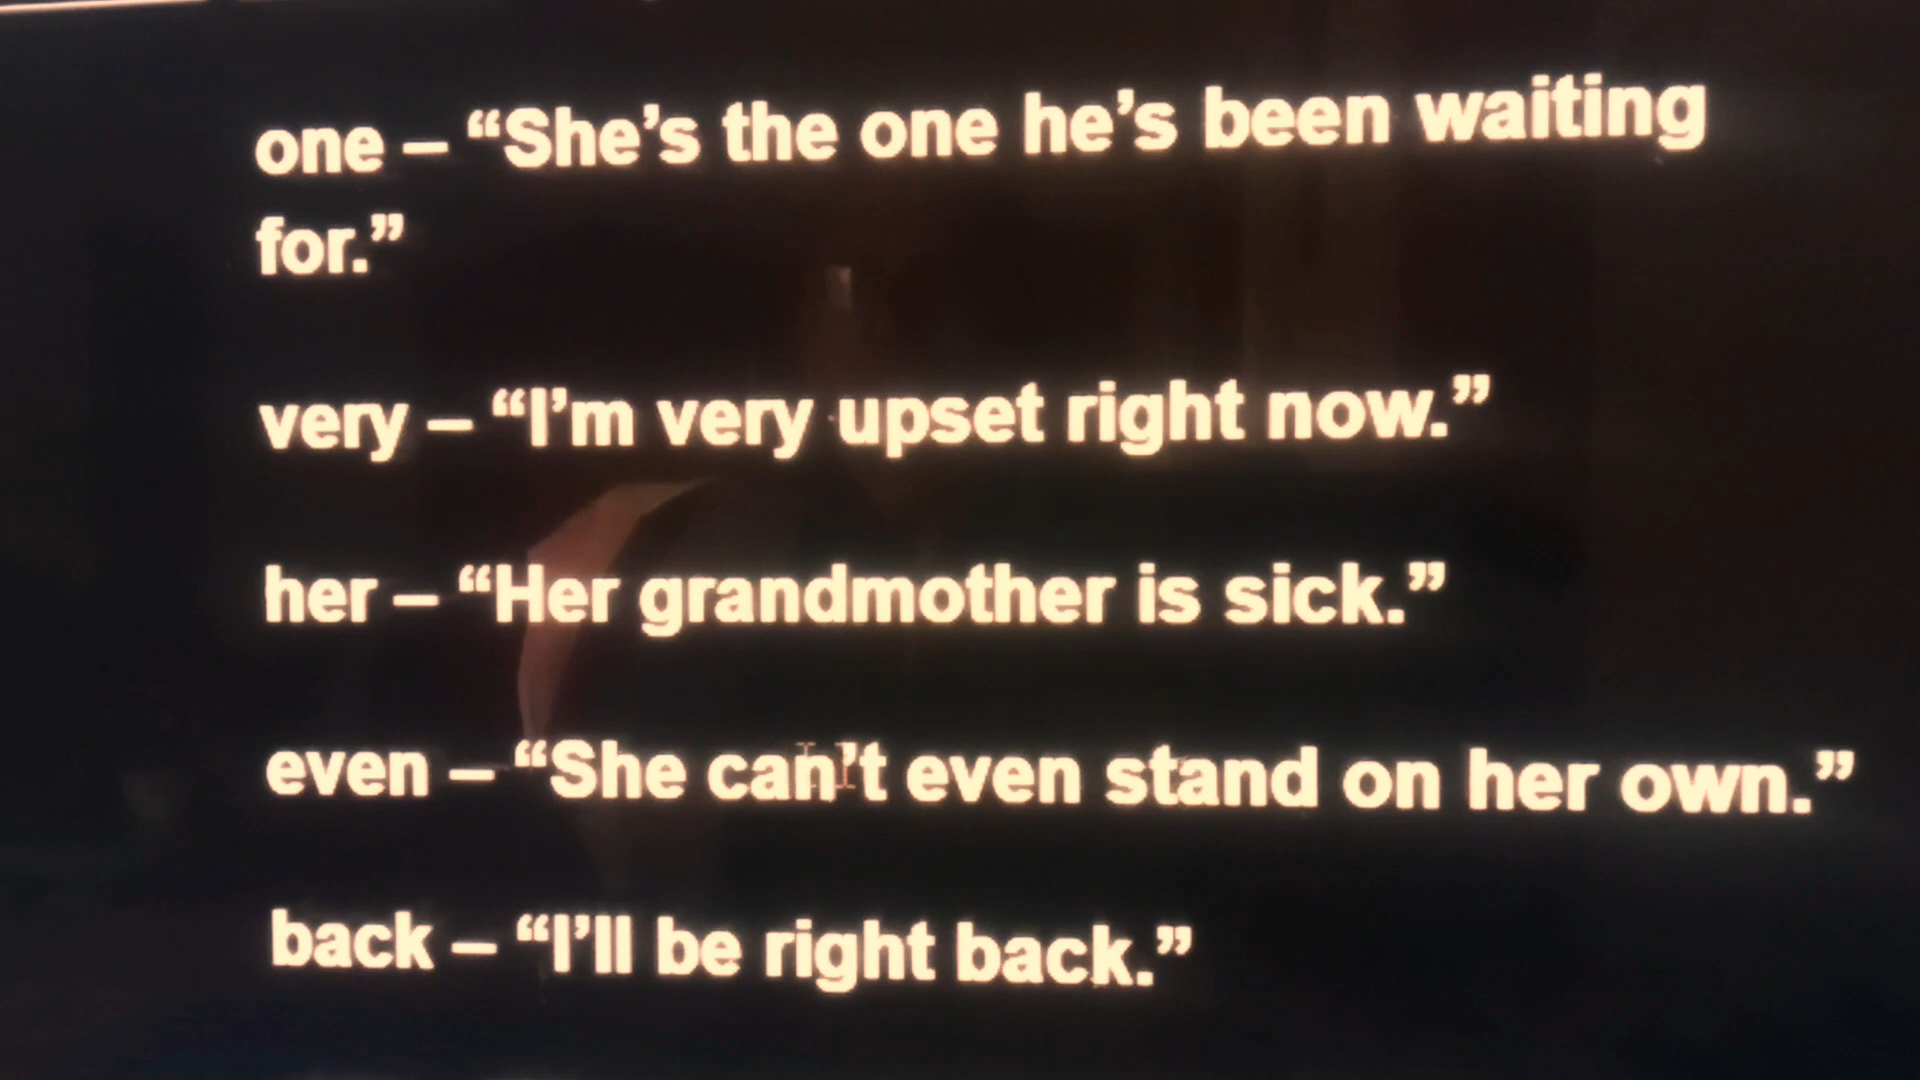 one – “She’s the one he’s been waiting
for.”
very – “I’m very upset right now.”
her – “Her grandmother is sick.”
even – “She can’t even stand on her own.”
back – “I’ll be right back.”